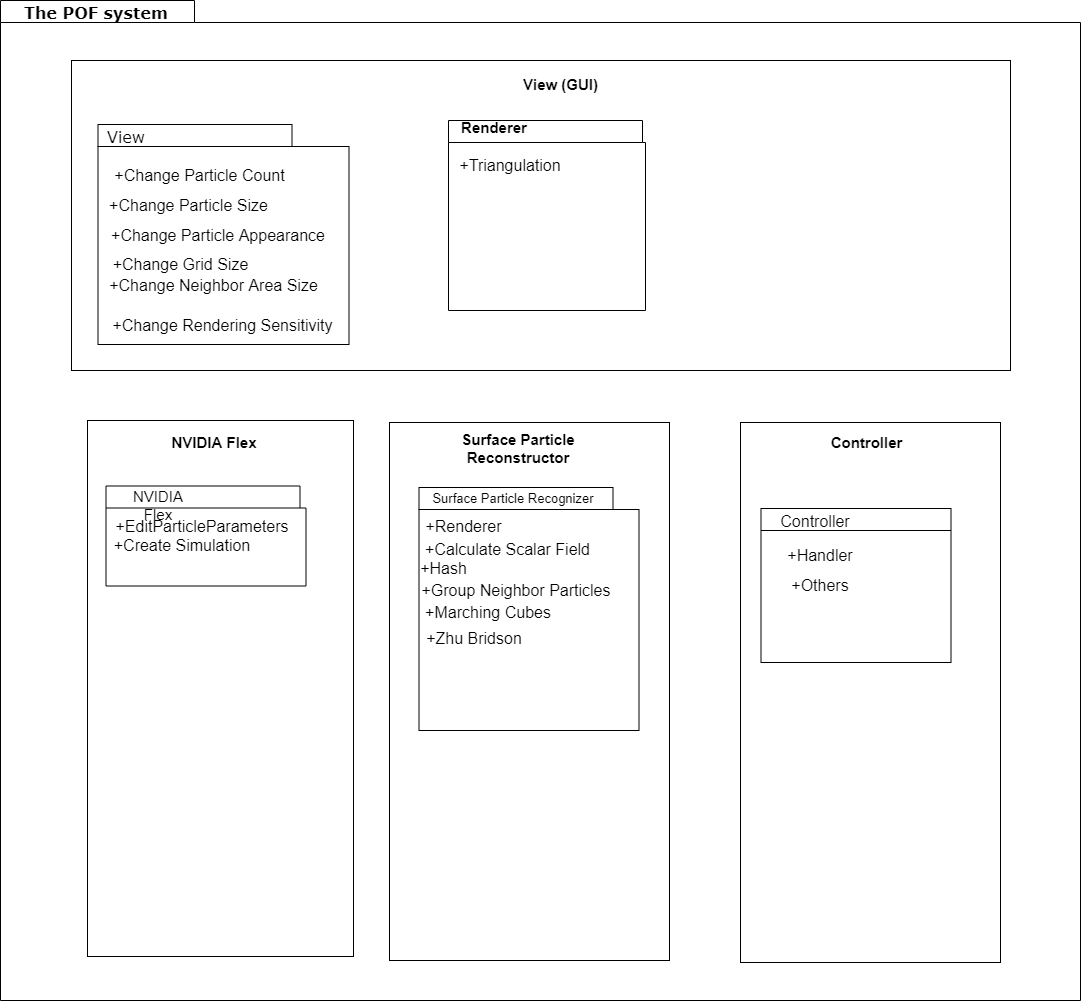 The POF system
View (GUI)
View
+Change Particle Count
+Change Particle Size
+Change Particle Appearance
+Change Grid Size
+Change Neighbor Area Size
+Change Rendering Sensitivity
Renderer
+Triangulation
NVIDIA Flex
NVIDIA
Flex
+EditParticleParameters
+Create Simulation
Surface Particle
Reconstructor
Surface Particle Recognizer
+Renderer
+Calculate Scalar Field
+Hash
+Group Neighbor Particles
+Marching Cubes
+Zhu Bridson
Controller
Controller
+Handler
+Others